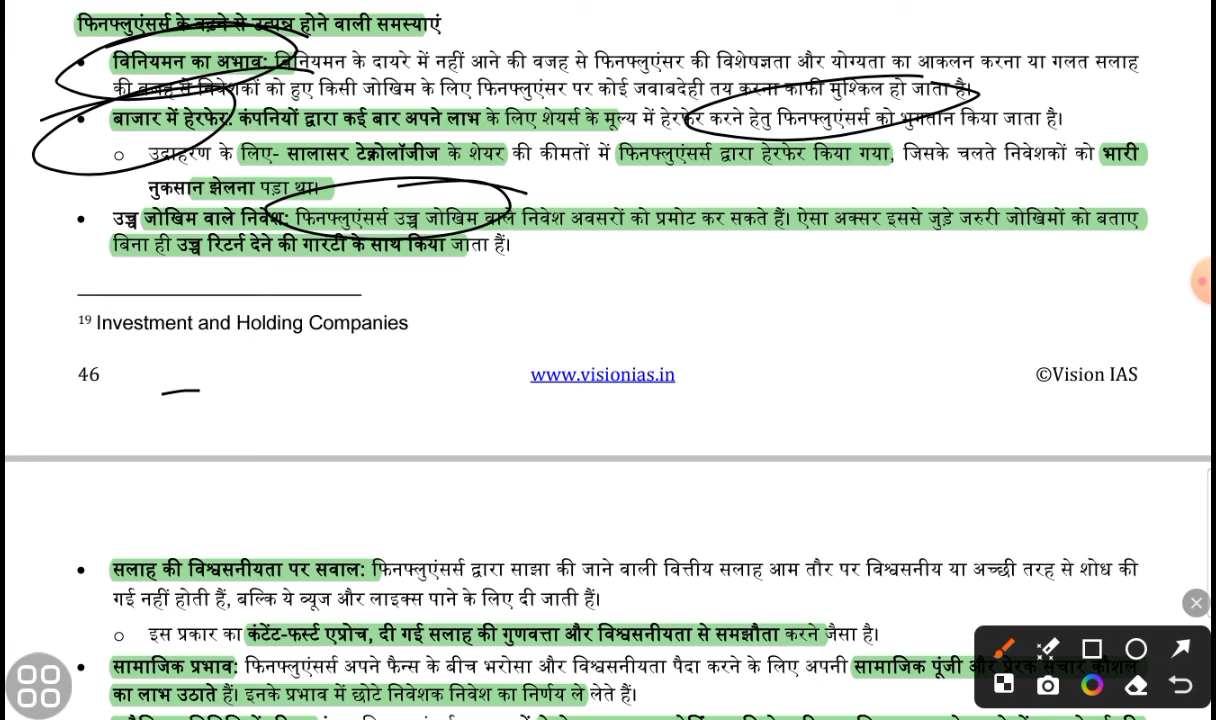 फिनफ्लुएंसर्स के बढ़ने से उत्पन्न होने वाली समस्याएं
• विनियमन का अभाव: विनियमन के दायरे में नहीं आने की वजह से फिनफ्लुएंसर की विशेषज्ञता और योग्यता का आकलन करना या गलत सलाह
की वजह से निवेशकों को हुए किसी जोखिम के लिए फिनफ्लुएंसर पर कोई जवाबदेही तय करना काफी मुश्किल हो जाता है।
• बाजार में हेरफेर: कंपनियों द्वारा कई बार अपने लाभ के लिए शेयर्स के मूल्य में हेरफेर करने हेतु फिनफ्लुएंसर्स को भुगतान किया जाता है।
○ उदाहरण के लिए- सालासर टेक्नोलॉजीज के शेयर की कीमतों में फिनफ्लुएंसर्स द्वारा हेरफेर किया गया, जिसके चलते निवेशकों को भारी
नुकसान झेलना पड़ा था।
• उच्च जोखिम वाले निवेश: फिनफ्लुएंसर्स उच्च जोखिम वाले निवेश अवसरों को प्रमोट कर सकते हैं। ऐसा अक्सर इससे जुड़े जरुरी जोखिमों को बताए
बिना ही उच्च रिटर्न देने की गारंटी के साथ किया जाता हैं।
19 Investment and Holding Companies
46 www.visionias.in ©Vision IAS
• सलाह की विश्वसनीयता पर सवाल: फिनफ्लुएंसर्स द्वारा साझा की जाने वाली वित्तीय सलाह आम तौर पर विश्वसनीय या अच्छी तरह से शोध की
गई नहीं होती हैं, बल्कि ये व्यूज और लाइक्स पाने के लिए दी जाती हैं।
○ इस प्रकार का कंटेंट-फर्स्ट एप्रोच, दी गई सलाह की गुणवत्ता और विश्वसनीयता से समझौता करने जैसा है।
• सामाजिक प्रभाव: फिनफ्लुएंसर्स अपने फैन्स के बीच भरोसा और विश्वसनीयता पैदा करने के लिए अपनी सामाजिक पूंजी और प्रेरक संचार कौशल
का लाभ उठाते हैं। इनके प्रभाव में छोटे निवेशक निवेश का निर्णय ले लेते हैं।